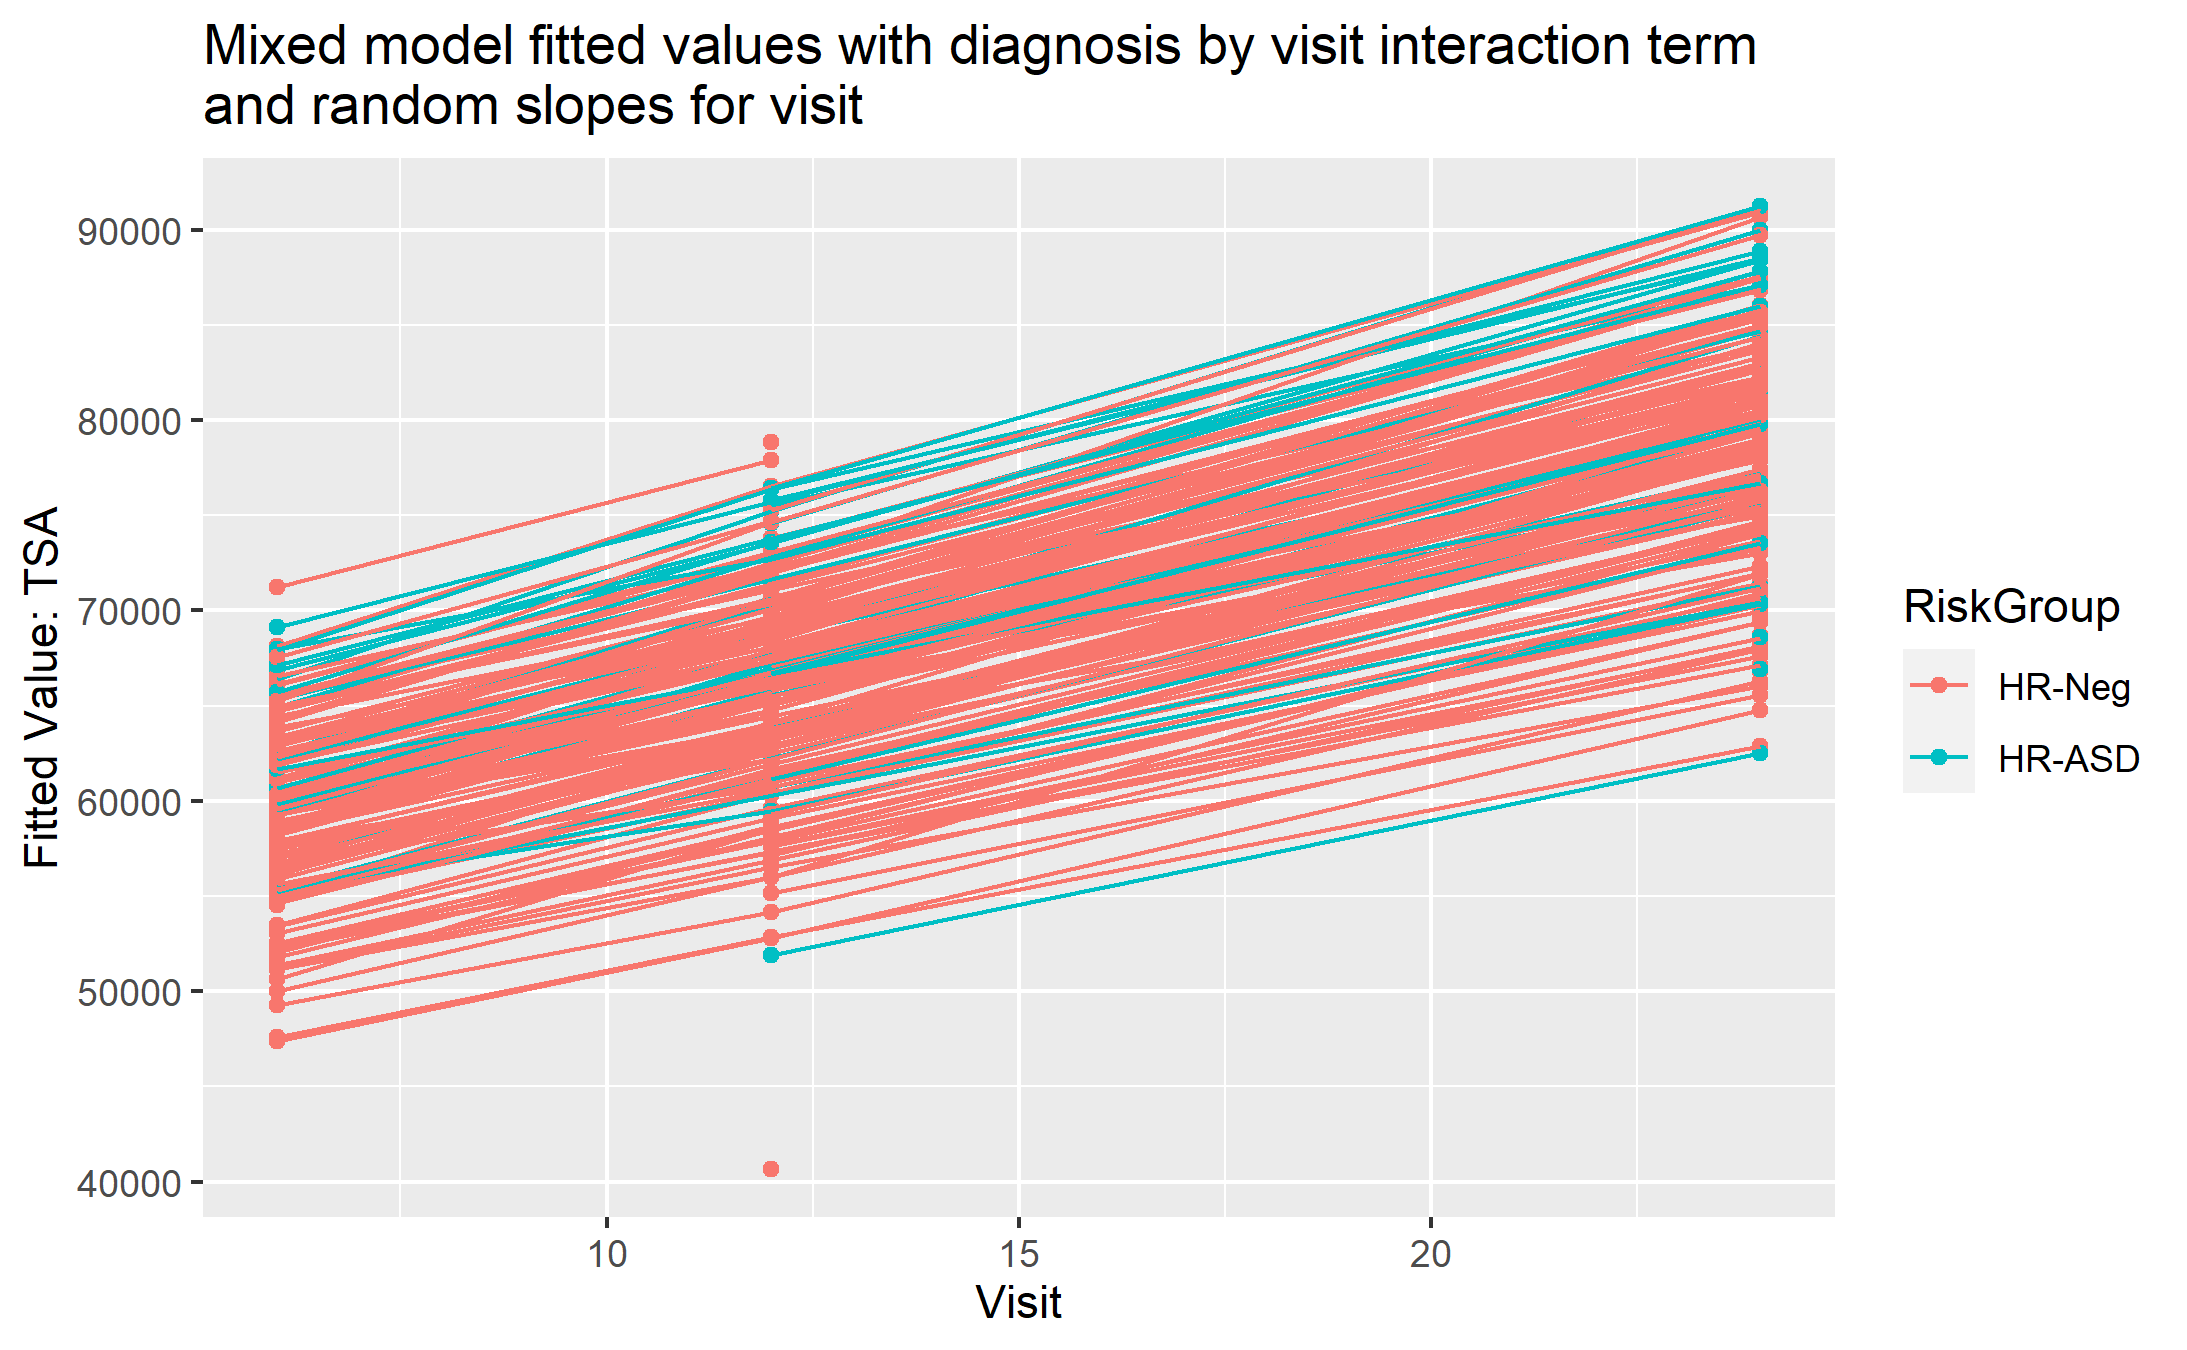 Mixed model fitted values with diagnosis by visit interaction term
and random slopes for visit
90000
80000
70000
60000
50000
40000
Fitted Value: TSA
10
15
20
Visit
RiskGroup
HR-Neg
HR-ASD